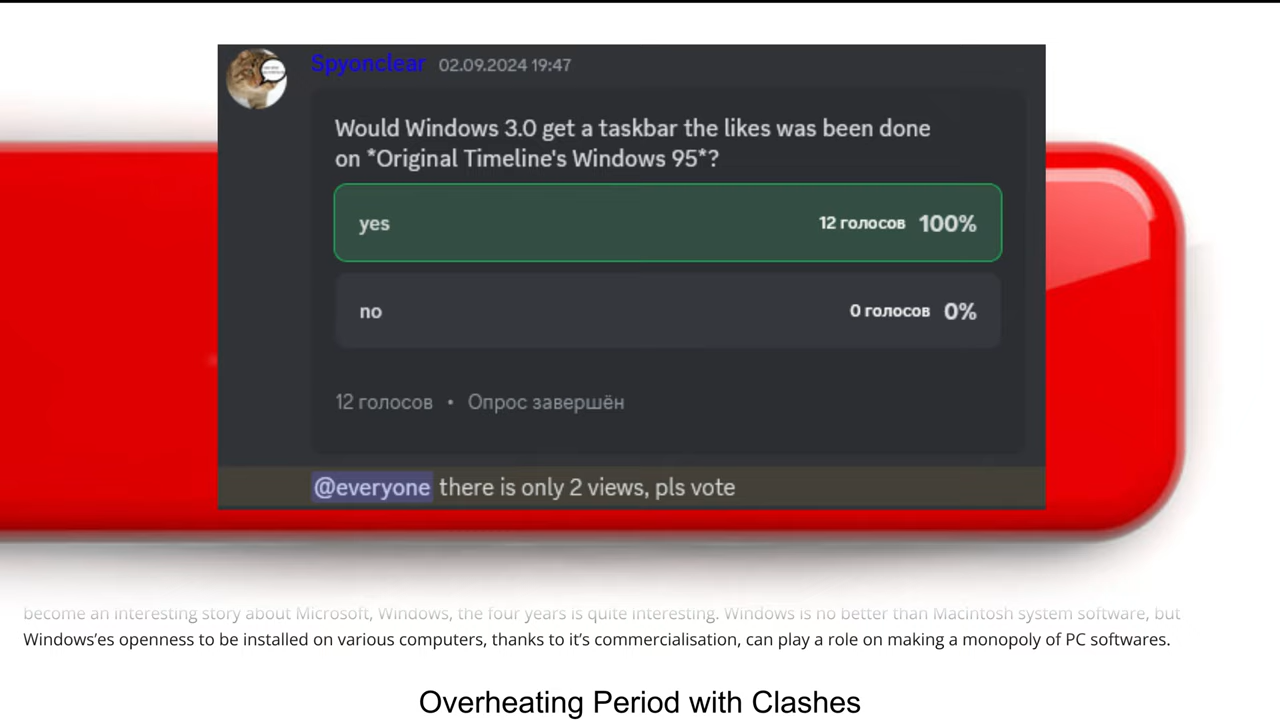 Spyonclear 02.09.2024 19:47
Would Windows 3.0 get a taskbar the likes was been done
on *Original Timeline's Windows 95*?
yes 12 голосов 100%
no 0 голосов 0%
12 голосов • Опрос завершён
@everyone there is only 2 views, pls vote
become an interesting story about Microsoft, Windows, the four years is quite interesting. Windows is no better than Macintosh system software, but
Windows’es openness to be installed on various computers, thanks to it’s commercialisation, can play a role on making a monopoly of PC softwares.
Overheating Period with Clashes